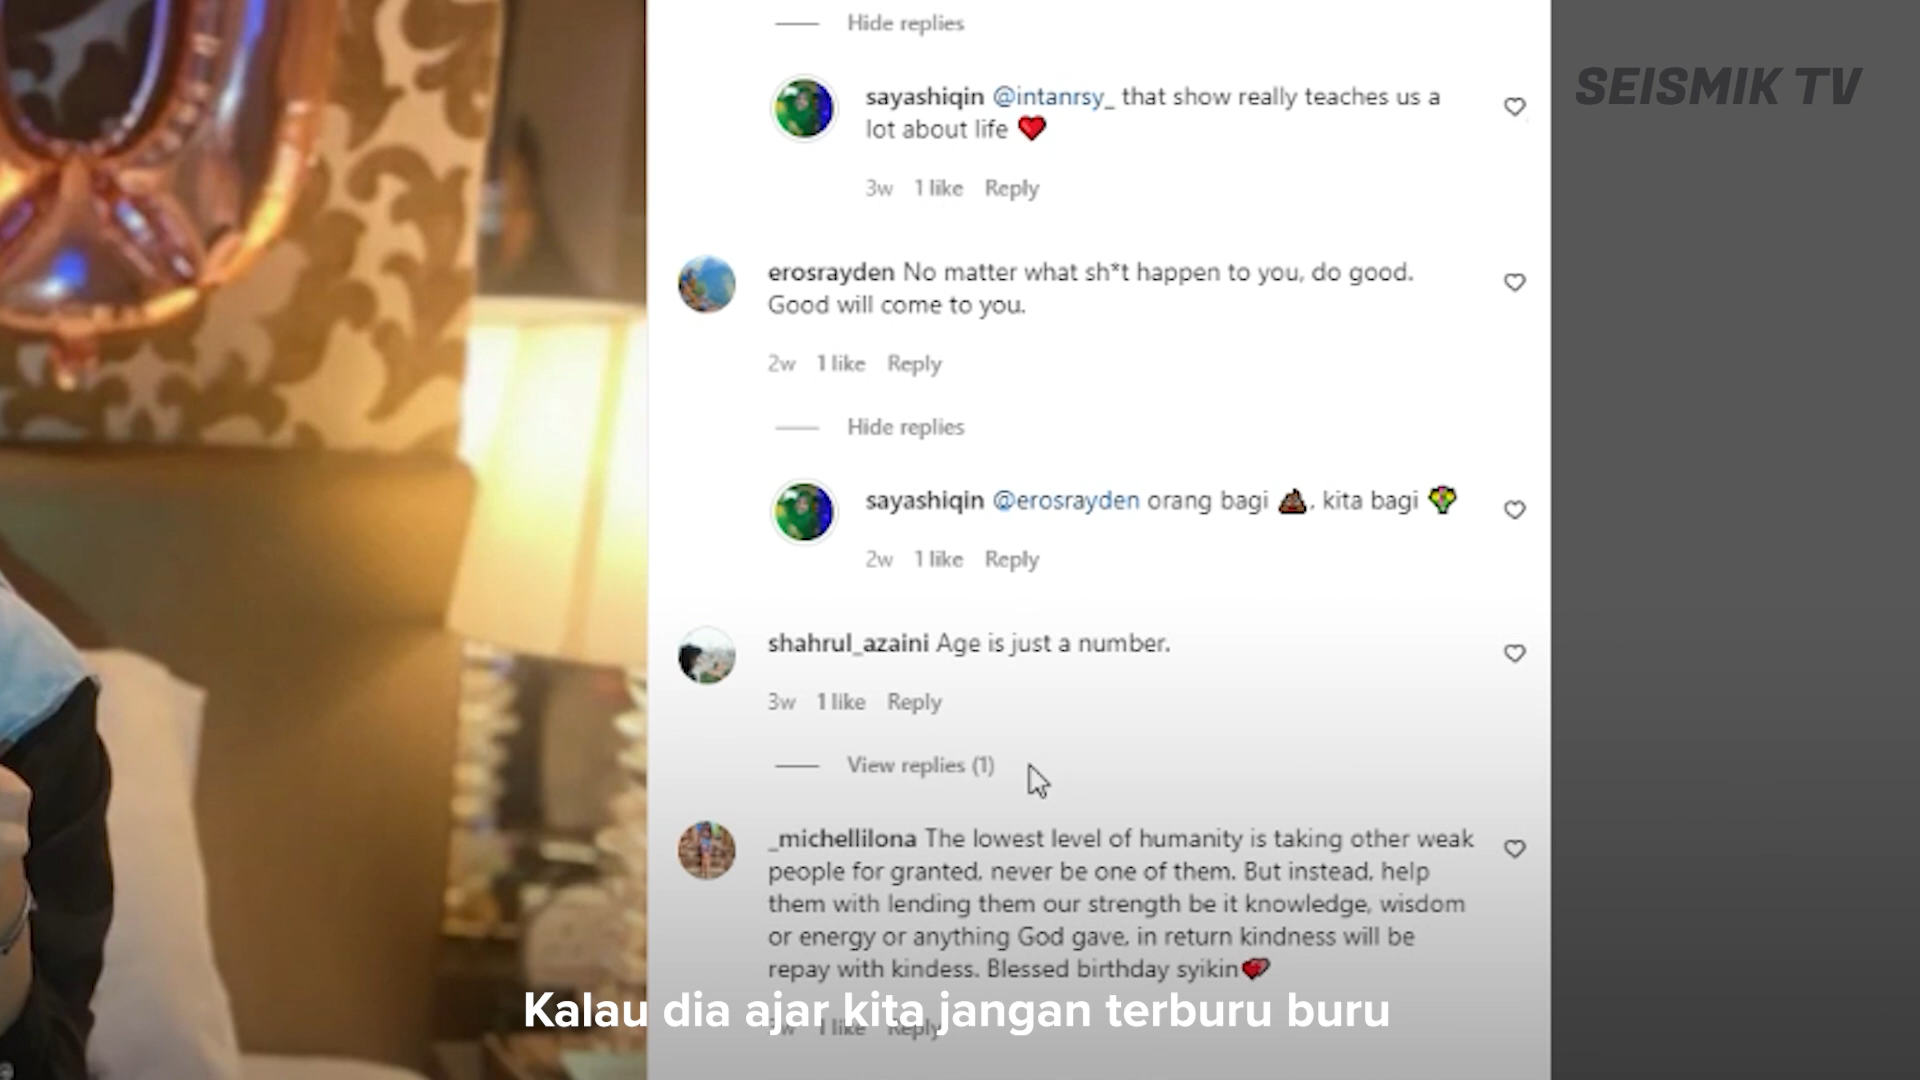 Hide replies
SEISMIK TV
sayashiqin @intanrsy_ that show really teaches us a
lot about life ❤️
3w 1 like Reply
erosrayden No matter what sh*t happen to you, do good.
Good will come to you.
2w 1 like Reply
Hide replies
sayashiqin @erosrayden orang bagi 💩, kita bagi 💐
2w 1 like Reply
shahrul_azaini Age is just a number.
3w 1 like Reply
View replies (1)
_michellilona The lowest level of humanity is taking other weak
people for granted, never be one of them. But instead, help
them with lending them our strength be it knowledge, wisdom
or energy or anything God gave, in return kindness will be
repay with kindess. Blessed birthday syikin💕
Kalau dia ajar kita jangan terburu buru
1 like Reply